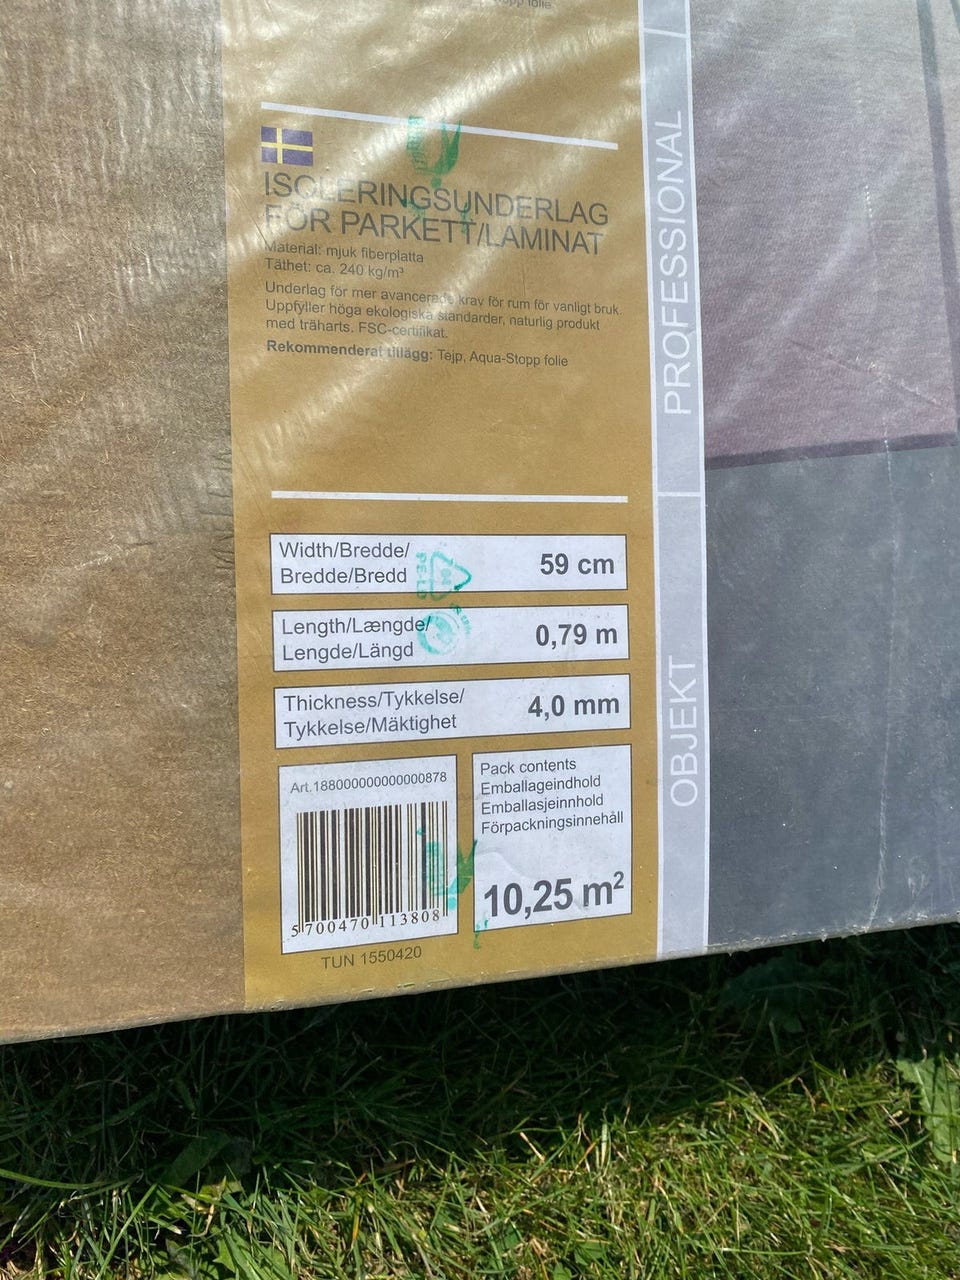 Stopp folie
ISOLERINGSUNDERLAG
FÖR PARKETT/LAMINAT
Material: mjuk fiberplatta
Täthet: ca. 240 kg/m³
Underlag för mer avancerade krav för rum för vanligt bruk.
Uppfyller höga ekologiska standarder, naturlig produkt
med träharts. FSC-certifikat.
Rekommenderat tillägg: Tejp, Aqua-Stopp folie
Width/Bredde/
Bredde/Bredd
59 cm
Length/Længde/
Lengde/Längd
0,79 m
Thickness/Tykkelse/
Tykkelse/Mäktighet
4,0 mm
Art.188000000000000878
5 700470 113808
TUN 1550420
Pack contents
Emballageindhold
Emballasjeinnhold
Förpackningsinnehåll
10,25 m²
PROFESSIONAL
OBJEKT